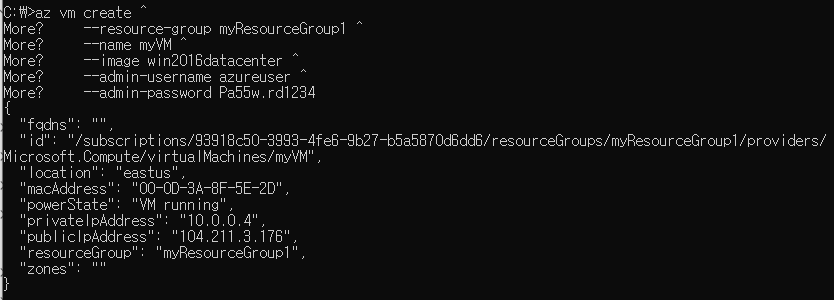 C:₩>az vm create ^
More?     --resource-group myResourceGroup1 ^
More?     --name myVM ^
More?     --image win2016datacenter ^
More?     --admin-username azureuser ^
More?     --admin-password Pa55w.rd1234
{
  "fqdns": "",
  "id": "/subscriptions/93918c50-3993-4fe6-9b27-b5a5870d6dd6/resourceGroups/myResourceGroup1/providers/
Microsoft.Compute/virtualMachines/myVM",
  "location": "eastus",
  "macAddress": "00-0D-3A-8F-5E-2D",
  "powerState": "VM running",
  "privateIpAddress": "10.0.0.4",
  "publicIpAddress": "104.211.3.176",
  "resourceGroup": "myResourceGroup1",
  "zones": ""
}